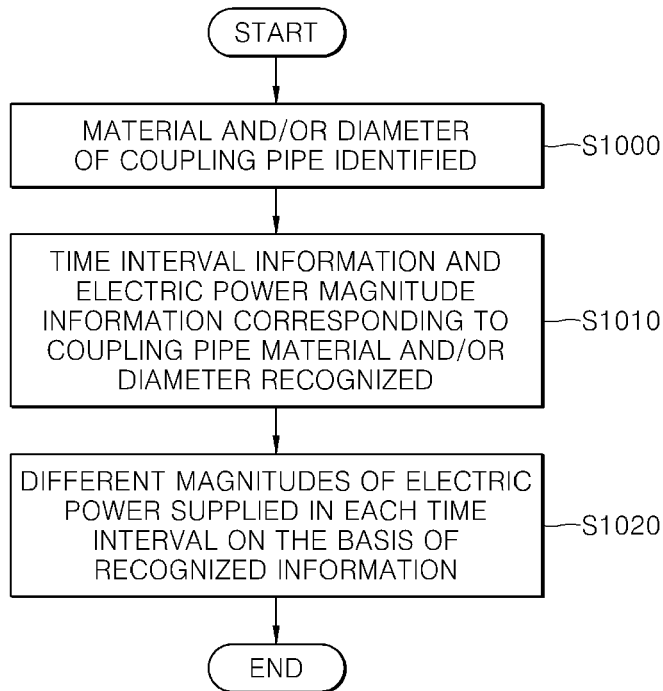 START
MATERIAL AND/OR DIAMETER
OF COUPLING PIPE IDENTIFIED
S1000
TIME INTERVAL INFORMATION AND
ELECTRIC POWER MAGNITUDE
INFORMATION CORRESPONDING TO
COUPLING PIPE MATERIAL AND/OR
DIAMETER RECOGNIZED
S1010
DIFFERENT MAGNITUDES OF ELECTRIC
POWER SUPPLIED IN EACH TIME
INTERVAL ON THE BASIS OF
RECOGNIZED INFORMATION
S1020
END